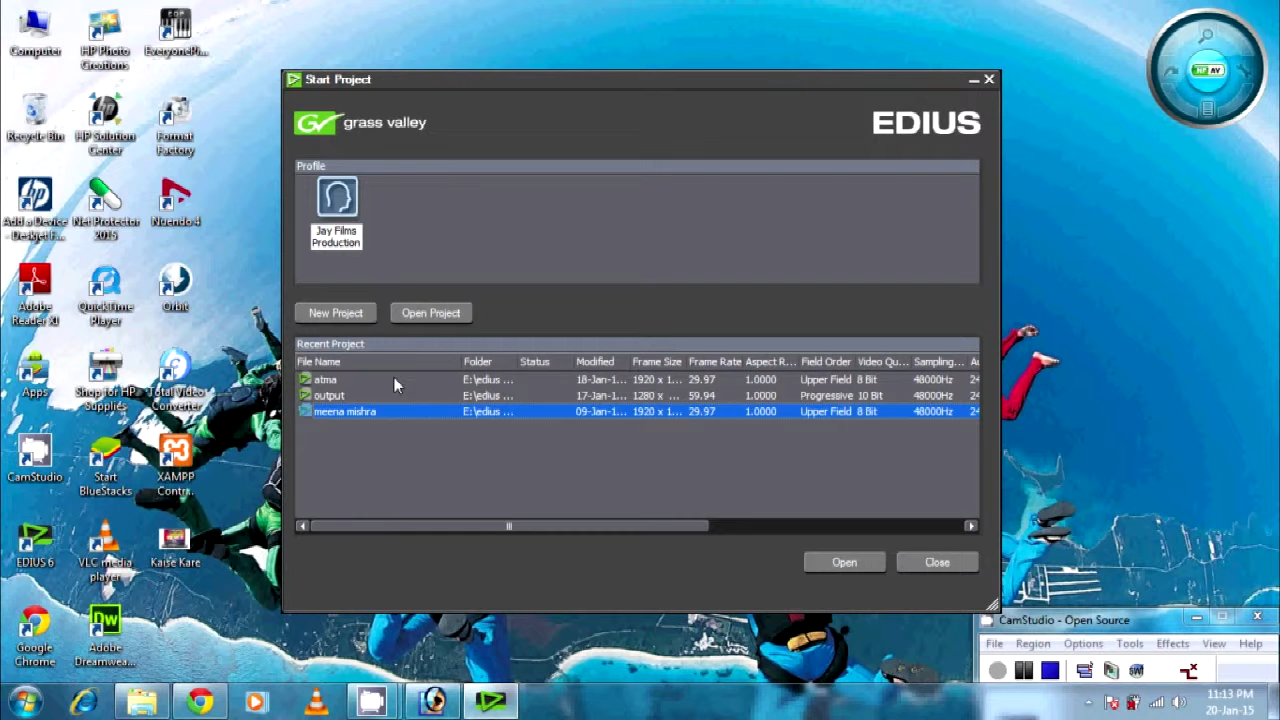 Computer
HP Photo
Creations
EveryonePi...
Recycle Bin
HP Solution
Center
Format
Factory
Add a Device
- Deskjet F...
Net Protector
2015
Nuendo 4
Adobe
Reader XI
QuickTime
Player
Orbit
Apps
Shop for HP
Supplies
Total Video
Converter
CamStudio
Start
BlueStacks
XAMPP
Contr...
EDIUS 6
VLC media
player
Kaise Kare
Google
Chrome
Adobe
Dreamwea...
HP AV
Start Project
grass valley
EDIUS
Profile
Jay Films
Production
New Project
Open Project
Recent Project
File Name Folder Status Modified Frame Size Frame Rate Aspect R... Field Order Video Qu... Sampling...
atma E:\edius ... 18-Jan-1... 1920 x 1... 29.97 1.0000 Upper Field 8 Bit 48000Hz 24
output E:\edius ... 17-Jan-1... 1280 x ... 59.94 1.0000 Progressive 10 Bit 48000Hz 24
meena mishra E:\edius ... 09-Jan-1... 1920 x 1... 29.97 1.0000 Upper Field 8 Bit 48000Hz 24
Open
Close
CamStudio - Open Source
File Region Options Tools Effects View Help
SW
11:13 PM
20-Jan-15